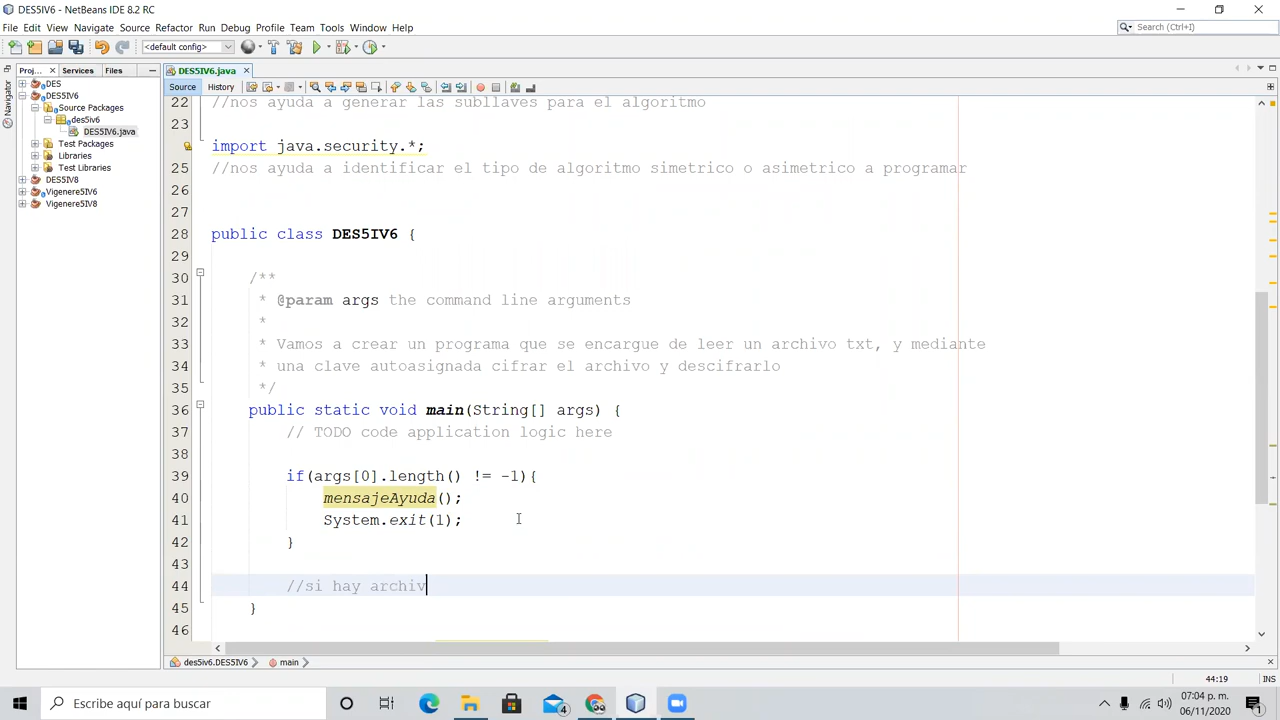 DES5IV6 - NetBeans IDE 8.2 RC
File Edit View Navigate Source Refactor Run Debug Profile Team Tools Window Help
Search (Ctrl+I)
<default config>
Proj... Services Files
DES5IV6.java
Navigator
Source History
DES
DES5IV6
Source Packages
des5iv6
DES5IV6.java
Test Packages
Libraries
Test Libraries
DES5IV8
Vigenere5IV6
Vigenere5IV8
22 //nos ayuda a generar las subllaves para el algoritmo
23
import java.security.*;
25 //nos ayuda a identificar el tipo de algoritmo simetrico o asimetrico a programar
26
27
28 public class DES5IV6 {
29
30 /**
31 * @param args the command line arguments
32 *
33 * Vamos a crear un programa que se encargue de leer un archivo txt, y mediante
34 * una clave autoasignada cifrar el archivo y descifrarlo
35 */
36 public static void main(String[] args) {
37 // TODO code application logic here
38
39 if(args[0].length() != -1){
40 mensajeAyuda();
41 System.exit(1);
42 }
43
44 //si hay archiv
45 }
46
des5iv6.DES5IV6 main
44:19 INS
Escribe aquí para buscar
4
07:04 p. m.
06/11/2020
1